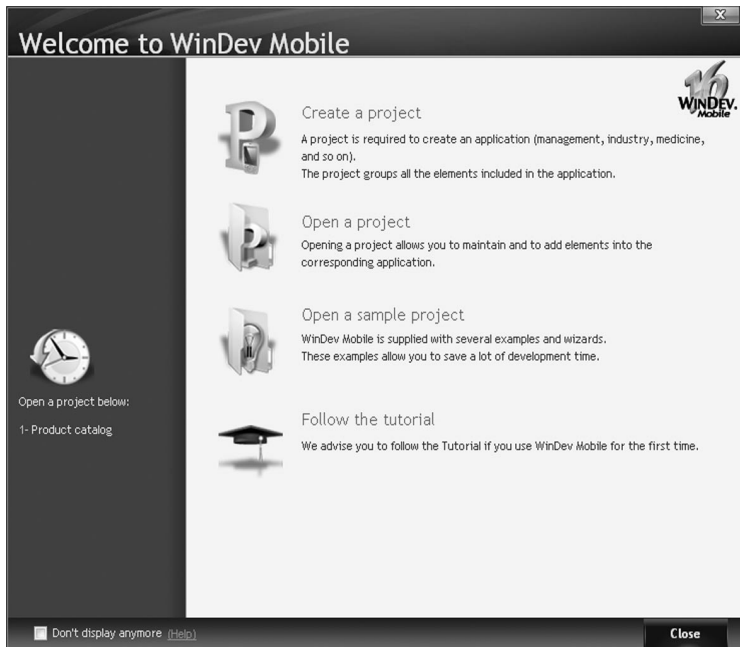 X
Welcome to WinDev Mobile
16
WINDEV.
Mobile
Create a project
A project is required to create an application (management, industry, medicine,
and so on).
The project groups all the elements included in the application.
Open a project
Opening a project allows you to maintain and to add elements into the
corresponding application.
Open a sample project
WinDev Mobile is supplied with several examples and wizards.
These examples allow you to save a lot of development time.
Follow the tutorial
We advise you to follow the Tutorial if you use WinDev Mobile for the first time.
Open a project below:
1- Product catalog
Don't display anymore (Help)
Close